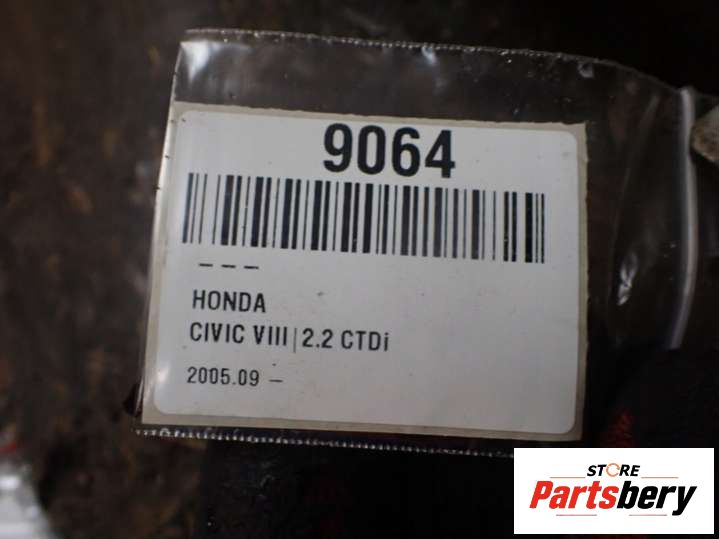 9064
– – –
HONDA
CIVIC VIII | 2.2 CTDi
2005.09 –
STORE
Partsbery